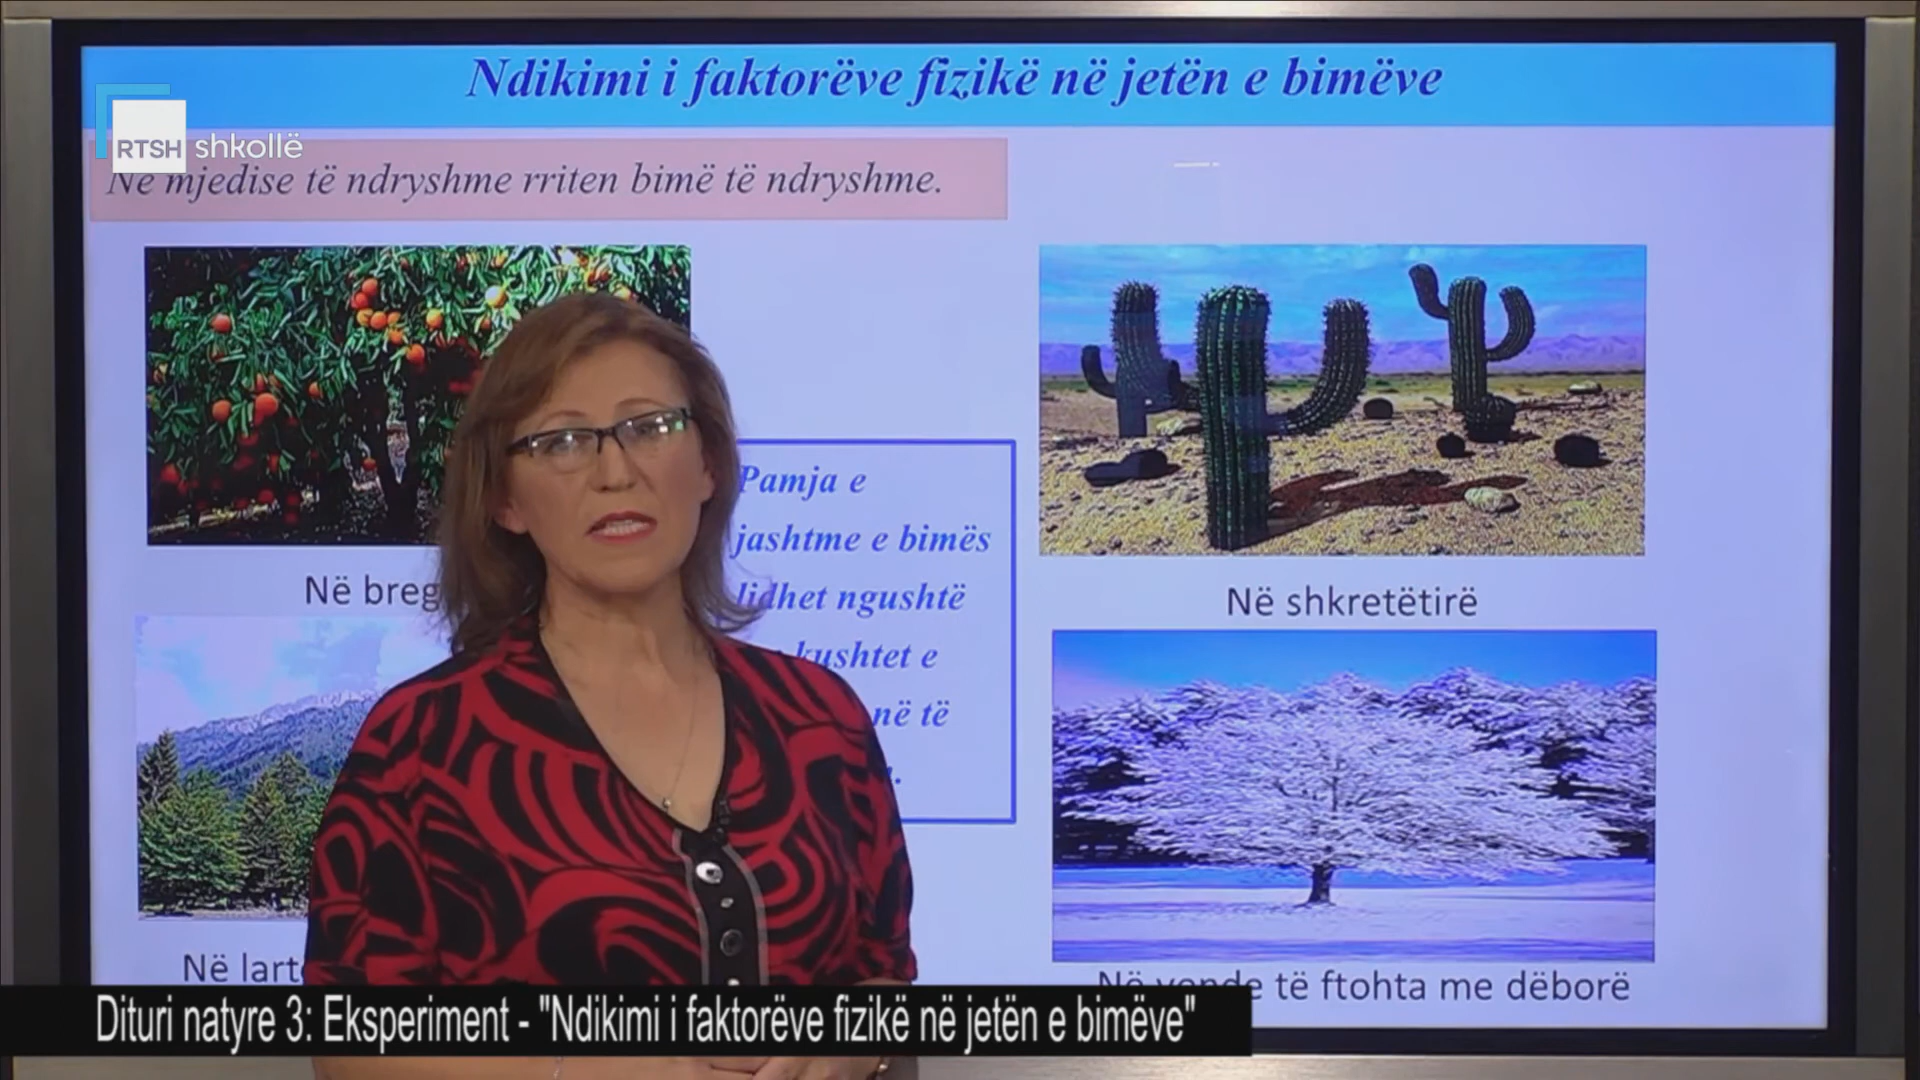 Ndikimi i faktorëve fizikë në jetën e bimëve
RTSH shkollë
Në mjedise të ndryshme rriten bimë të ndryshme.
Pamja e
jashtme e bimës
lidhet ngushtë
kushtet e
në të
Në breg
Në shkretëtirë
Në lart
Në vende të ftohta me dëborë
Dituri natyre 3: Eksperiment - "Ndikimi i faktorëve fizikë në jetën e bimëve"